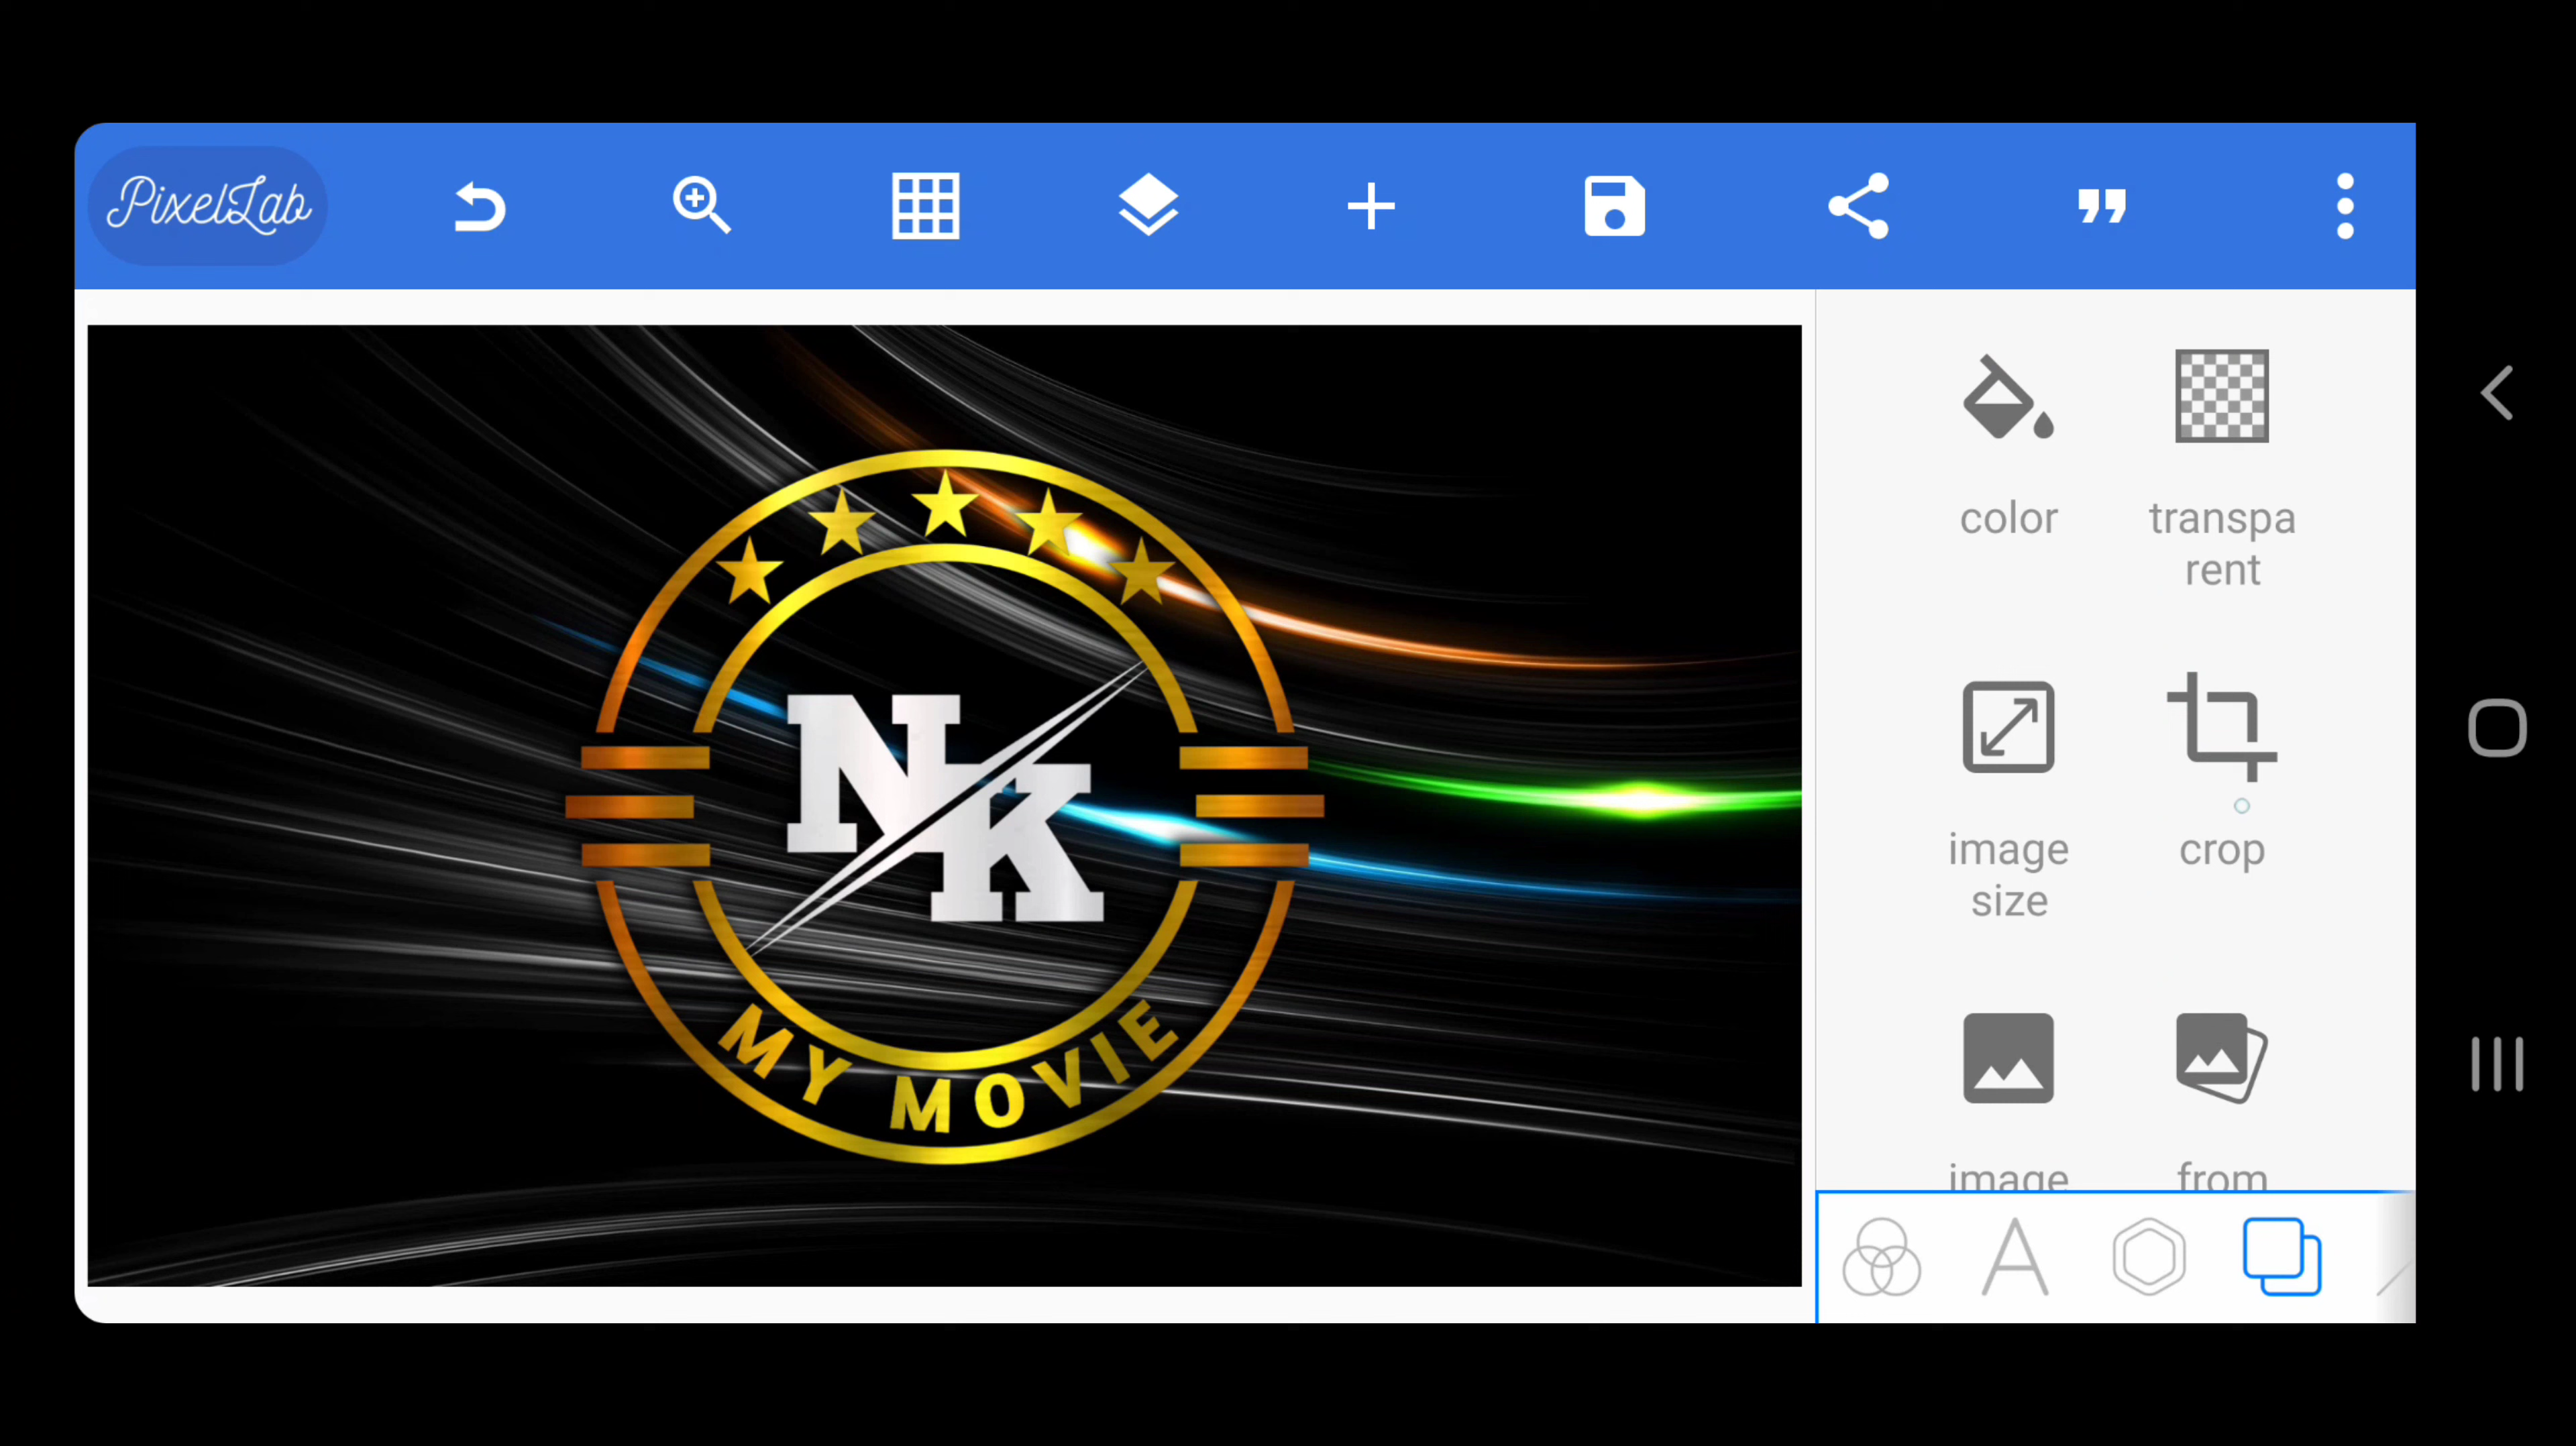 PixelLab
color
transpa
rent
image
size
crop
image
from
NK
MY MOVIE